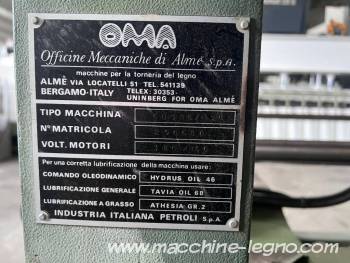 OMA
Officine Meccaniche di Almè s.p.a.
macchine per la torneria del legno
ALMÈ VIA LOCATELLI 51 TEL. 541139
BERGAMO-ITALY TELEX: 30353
UNINBERG FOR OMA ALMÈ
TIPO MACCHINA
N° MATRICOLA
VOLT. MOTORI
Per una corretta lubrificazione della macchina usare:
COMANDO OLEODINAMICO HYDRUS OIL 46
LUBRIFICAZIONE GENERALE TAVIA OIL 68
LUBRIFICAZIONE A GRASSO ATHESIA GR.2
INDUSTRIA ITALIANA PETROLI S.p.A.
www.macchine-legno.com